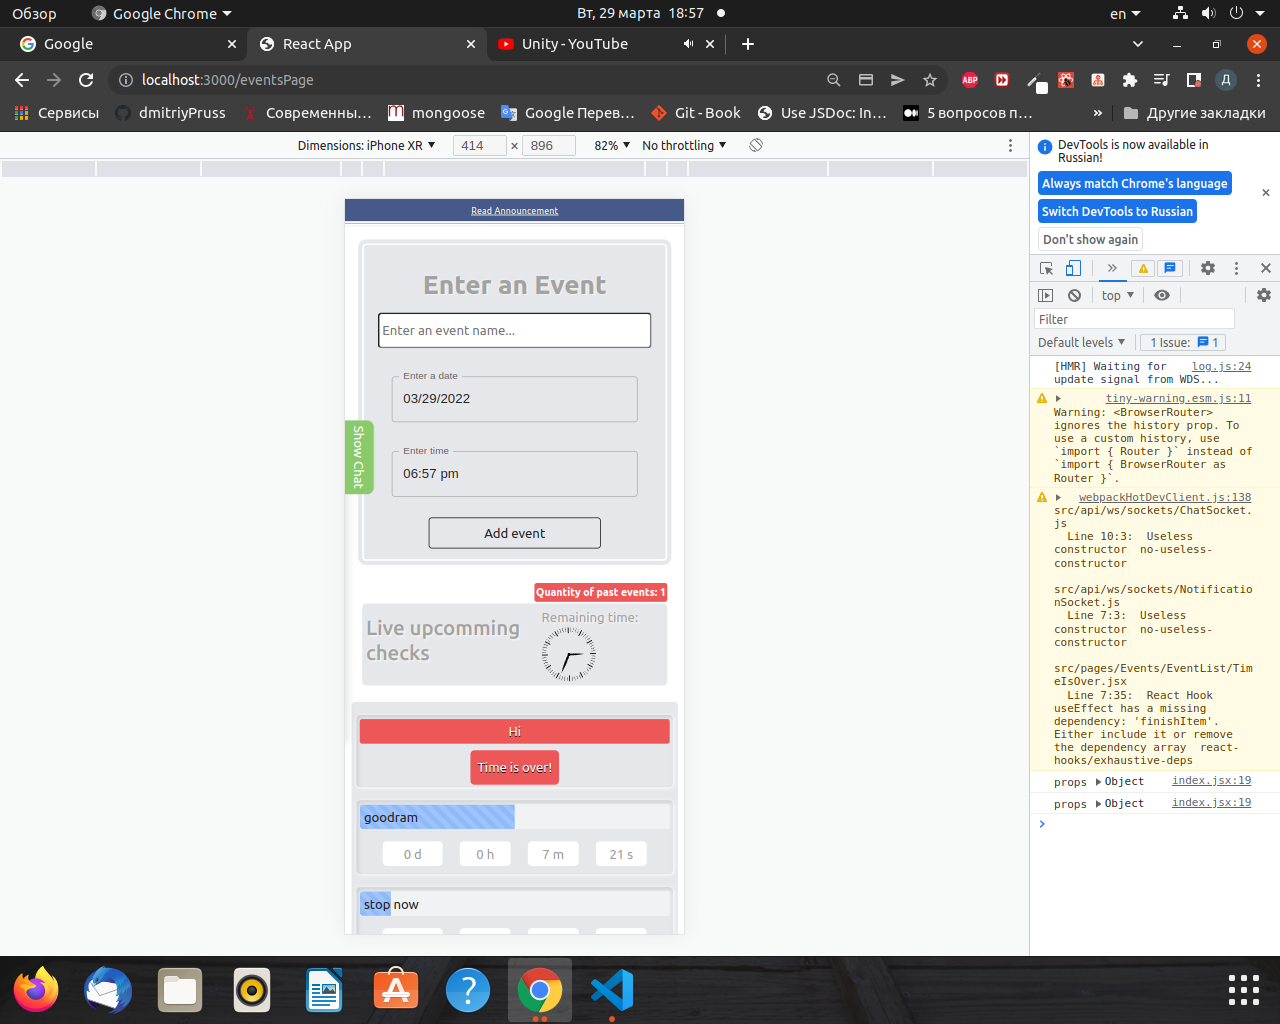 Обзор
Google Chrome
Вт, 29 марта 18:57
en
Google
React App
Unity - YouTube
localhost:3000/eventsPage
ABP
Д
Сервисы
dmitriyPruss
Современны...
mongoose
Google Перев...
Git - Book
Use JSDoc: In...
5 вопросов п...
»
Другие закладки
Dimensions: iPhone XR
414 × 896
82%
No throttling
DevTools is now available in
Russian!
Always match Chrome's language
Switch DevTools to Russian
Don't show again
Read Announcement
Enter an Event
Enter an event name...
Enter a date
03/29/2022
Show Chat
Enter time
06:57 pm
Add event
Quantity of past events: 1
Live upcomming
checks
Remaining time:
Hi
Time is over!
goodram
0 d
0 h
7 m
21 s
stop now
»
top
Filter
Default levels
1 Issue: 1
[HMR] Waiting for log.js:24
update signal from WDS...
tiny-warning.esm.js:11
Warning: <BrowserRouter>
ignores the history prop. To
use a custom history, use
`import { Router }` instead of
`import { BrowserRouter as
Router }`.
webpackHotDevClient.js:138
src/api/ws/sockets/ChatSocket.
js
Line 10:3: Useless
constructor no-useless-
constructor
src/api/ws/sockets/Notificatio
nSocket.js
Line 7:3: Useless
constructor no-useless-
constructor
src/pages/Events/EventList/Tim
eIsOver.jsx
Line 7:35: React Hook
useEffect has a missing
dependency: 'finishItem'.
Either include it or remove
the dependency array react-
hooks/exhaustive-deps
props Object index.jsx:19
props Object index.jsx:19